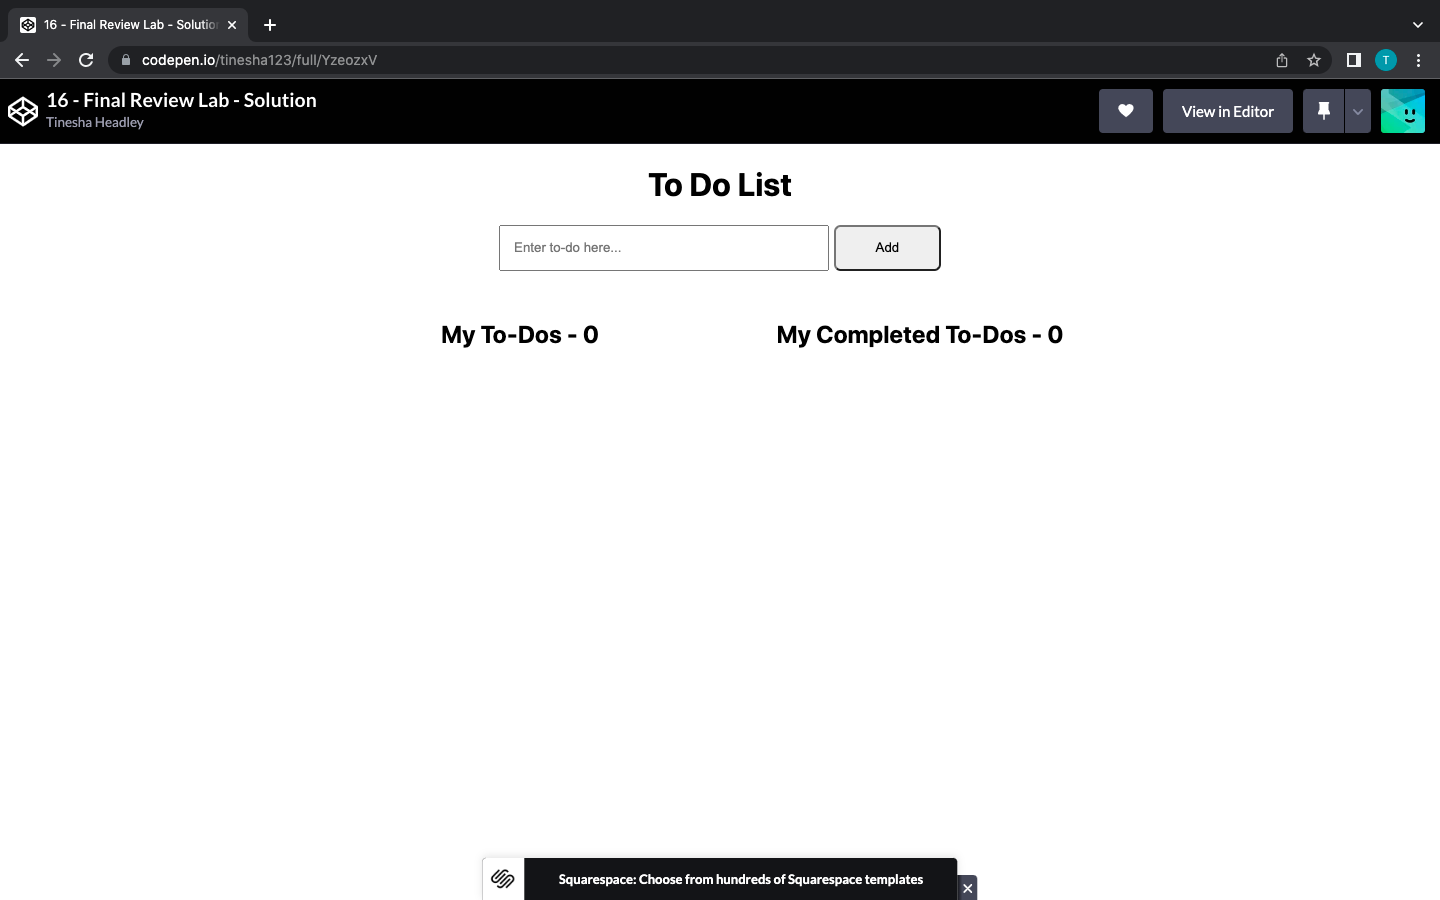 16 - Final Review Lab - Solution
codepen.io/tinesha123/full/YzeozxV
T
16 - Final Review Lab - Solution
Tinesha Headley
View in Editor
To Do List
Enter to-do here...
Add
My To-Dos - 0
My Completed To-Dos - 0
Squarespace: Choose from hundreds of Squarespace templates